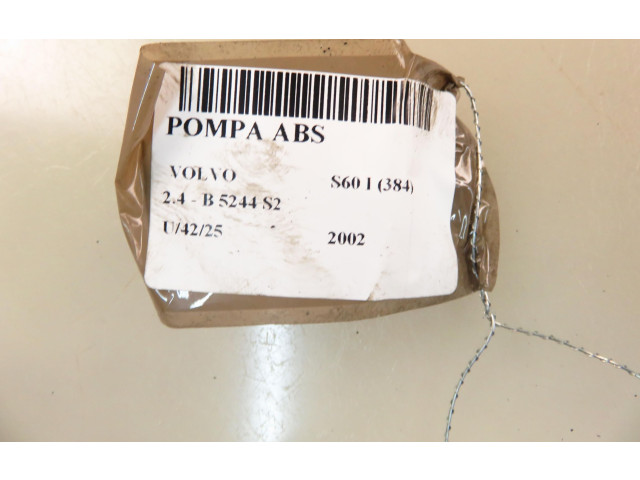 POMPA ABS
VOLVO S60 I (384)
2.4 - B 5244 S2
U/42/25 2002